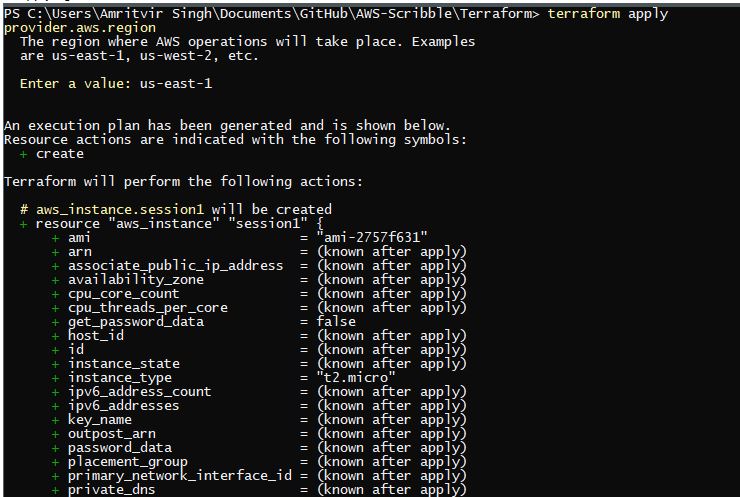 PS C:\Users\Amritvir Singh\Documents\GitHub\AWS-Scribble\Terraform> terraform apply
provider.aws.region
  The region where AWS operations will take place. Examples
  are us-east-1, us-west-2, etc.

  Enter a value: us-east-1


An execution plan has been generated and is shown below.
Resource actions are indicated with the following symbols:
  + create

Terraform will perform the following actions:

  # aws_instance.session1 will be created
  + resource "aws_instance" "session1" {
      + ami                          = "ami-2757f631"
      + arn                          = (known after apply)
      + associate_public_ip_address  = (known after apply)
      + availability_zone            = (known after apply)
      + cpu_core_count               = (known after apply)
      + cpu_threads_per_core         = (known after apply)
      + get_password_data            = false
      + host_id                      = (known after apply)
      + id                           = (known after apply)
      + instance_state               = (known after apply)
      + instance_type                = "t2.micro"
      + ipv6_address_count           = (known after apply)
      + ipv6_addresses               = (known after apply)
      + key_name                     = (known after apply)
      + outpost_arn                  = (known after apply)
      + password_data                = (known after apply)
      + placement_group              = (known after apply)
      + primary_network_interface_id = (known after apply)
      + private_dns                  = (known after apply)